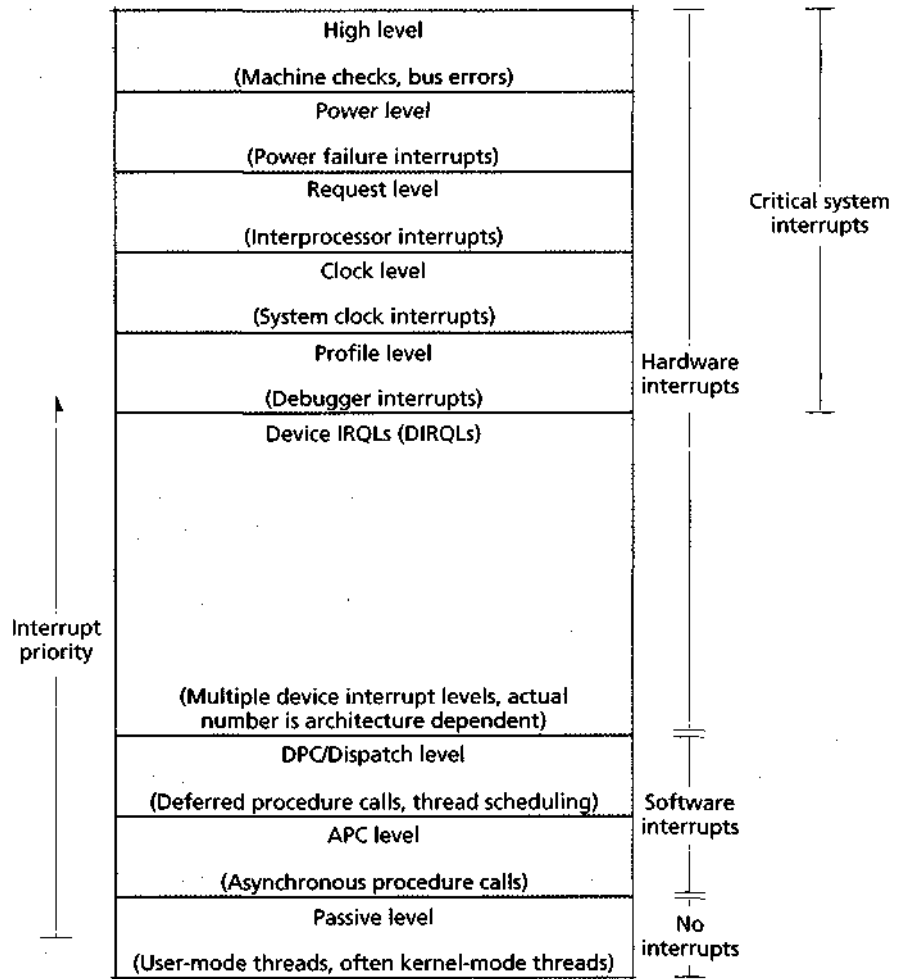 High level
(Machine checks, bus errors)
Power level
(Power failure interrupts)
Request level
(Interprocessor interrupts)
Clock level
(System clock interrupts)
Profile level
(Debugger interrupts)
Device IRQLs (DIRQLs)
(Multiple device interrupt levels, actual
number is architecture dependent)
DPC/Dispatch level
(Deferred procedure calls, thread scheduling)
APC level
(Asynchronous procedure calls)
Passive level
(User-mode threads, often kernel-mode threads)
Interrupt
priority
Hardware
interrupts
Software
interrupts
No
interrupts
Critical system
interrupts